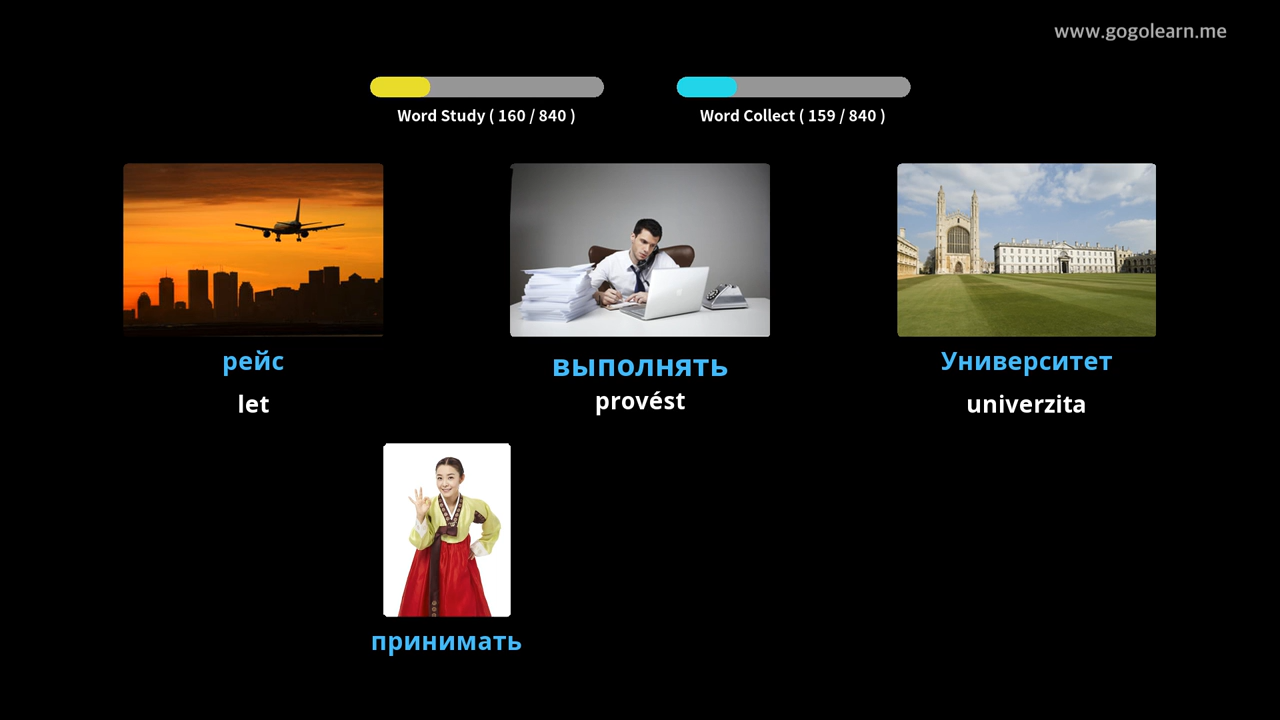 www.gogolearn.me
Word Study ( 160 / 840 )
Word Collect ( 159 / 840 )
рейс
let
выполнять
provést
Университет
univerzita
принимать